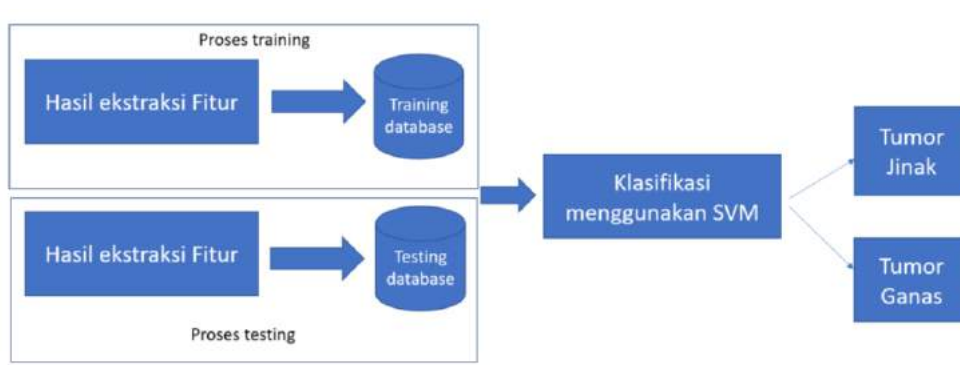 Proses training
Hasil ekstraksi Fitur
Training
database
Hasil ekstraksi Fitur
Testing
database
Proses testing
Klasifikasi
menggunakan SVM
Tumor
Jinak
Tumor
Ganas